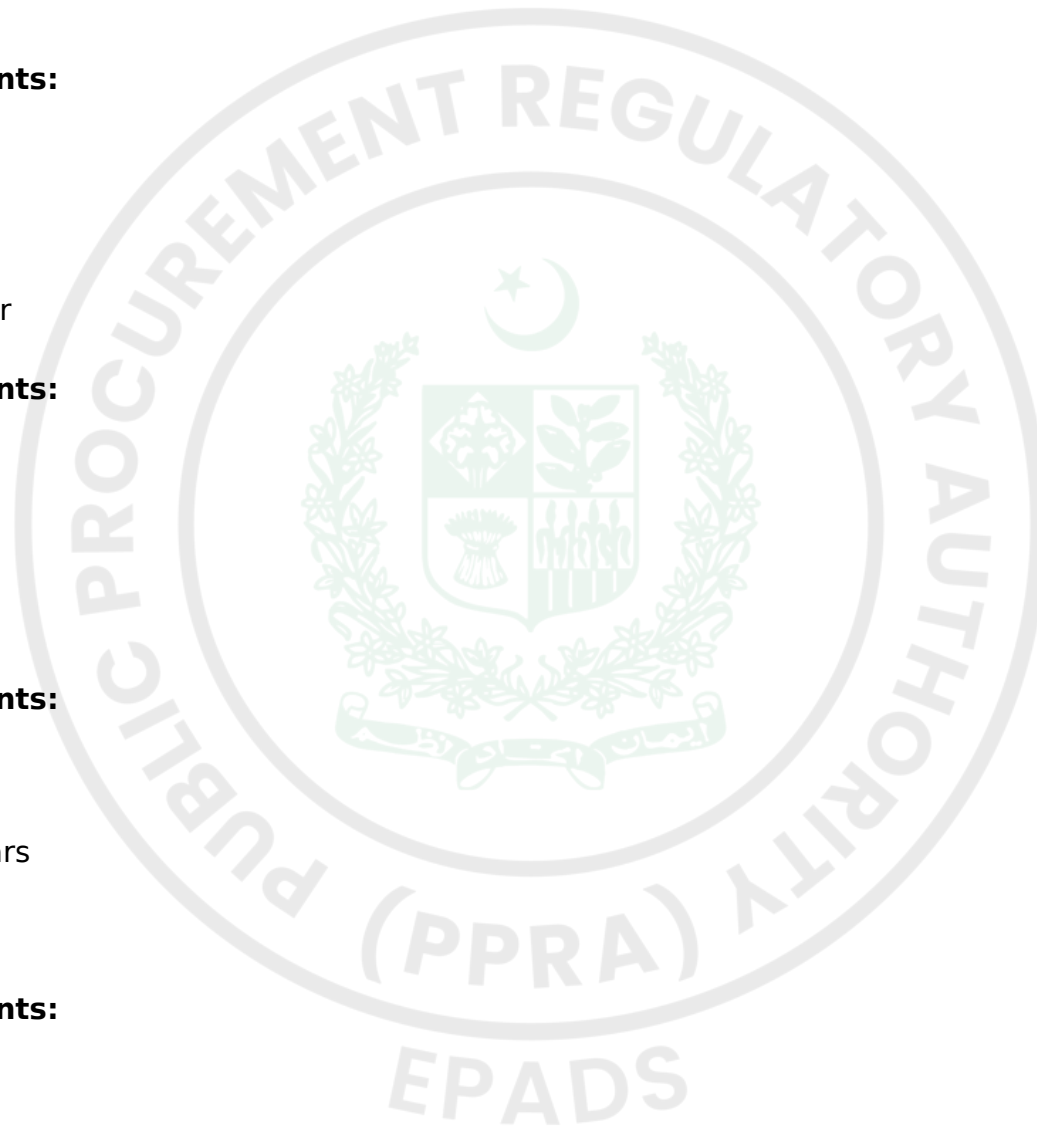 nts:
r
nts:
nts:
rs
nts:
PUBLIC PROCUREMENT REGULATORY AUTHORITY
(PPRA)
EPADS